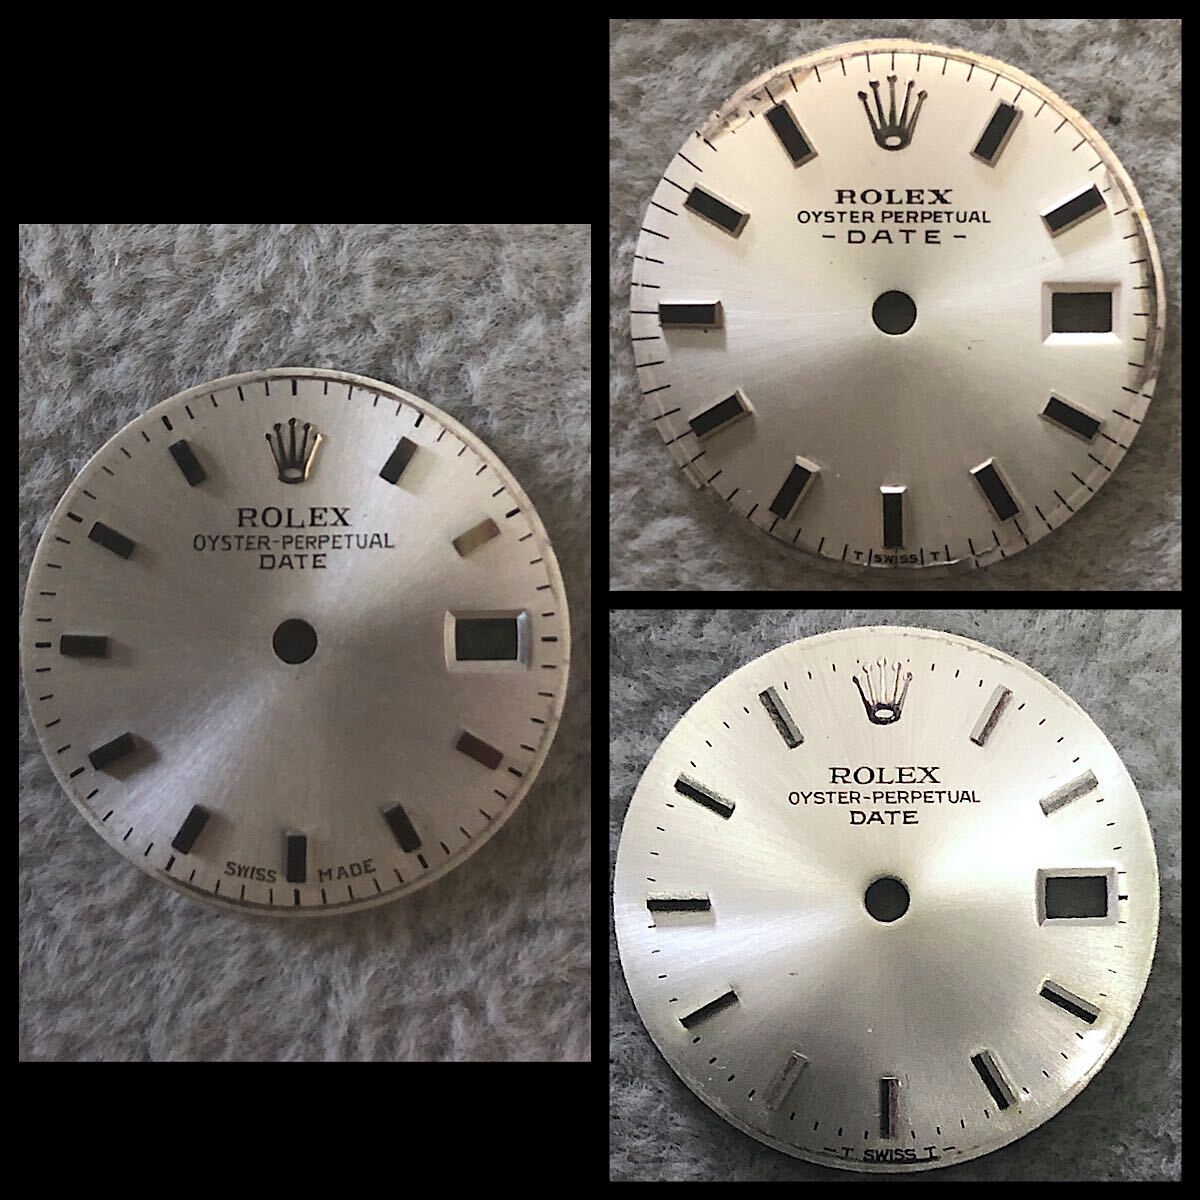 ROLEX
OYSTER-PERPETUAL
DATE
SWISS MADE
ROLEX
OYSTER PERPETUAL
-DATE-
T SWISS T
ROLEX
OYSTER-PERPETUAL
DATE
-T SWISS T-